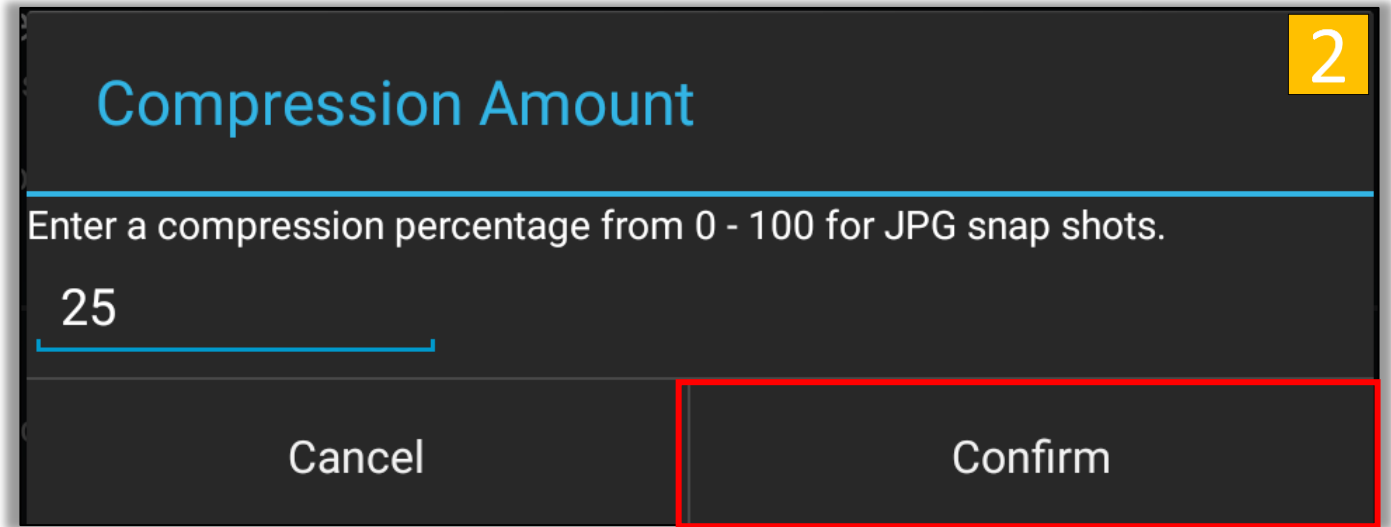 2
Compression Amount
Enter a compression percentage from 0 - 100 for JPG snap shots.
25
Cancel
Confirm